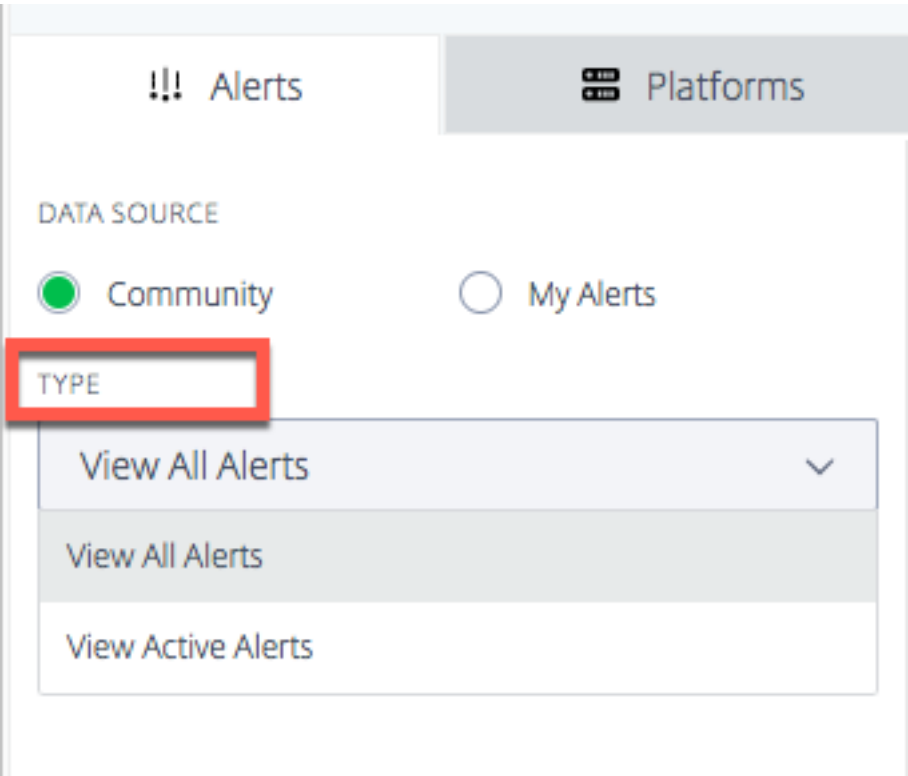 Alerts Platforms
DATA SOURCE
Community My Alerts
TYPE
View All Alerts
View All Alerts
View Active Alerts